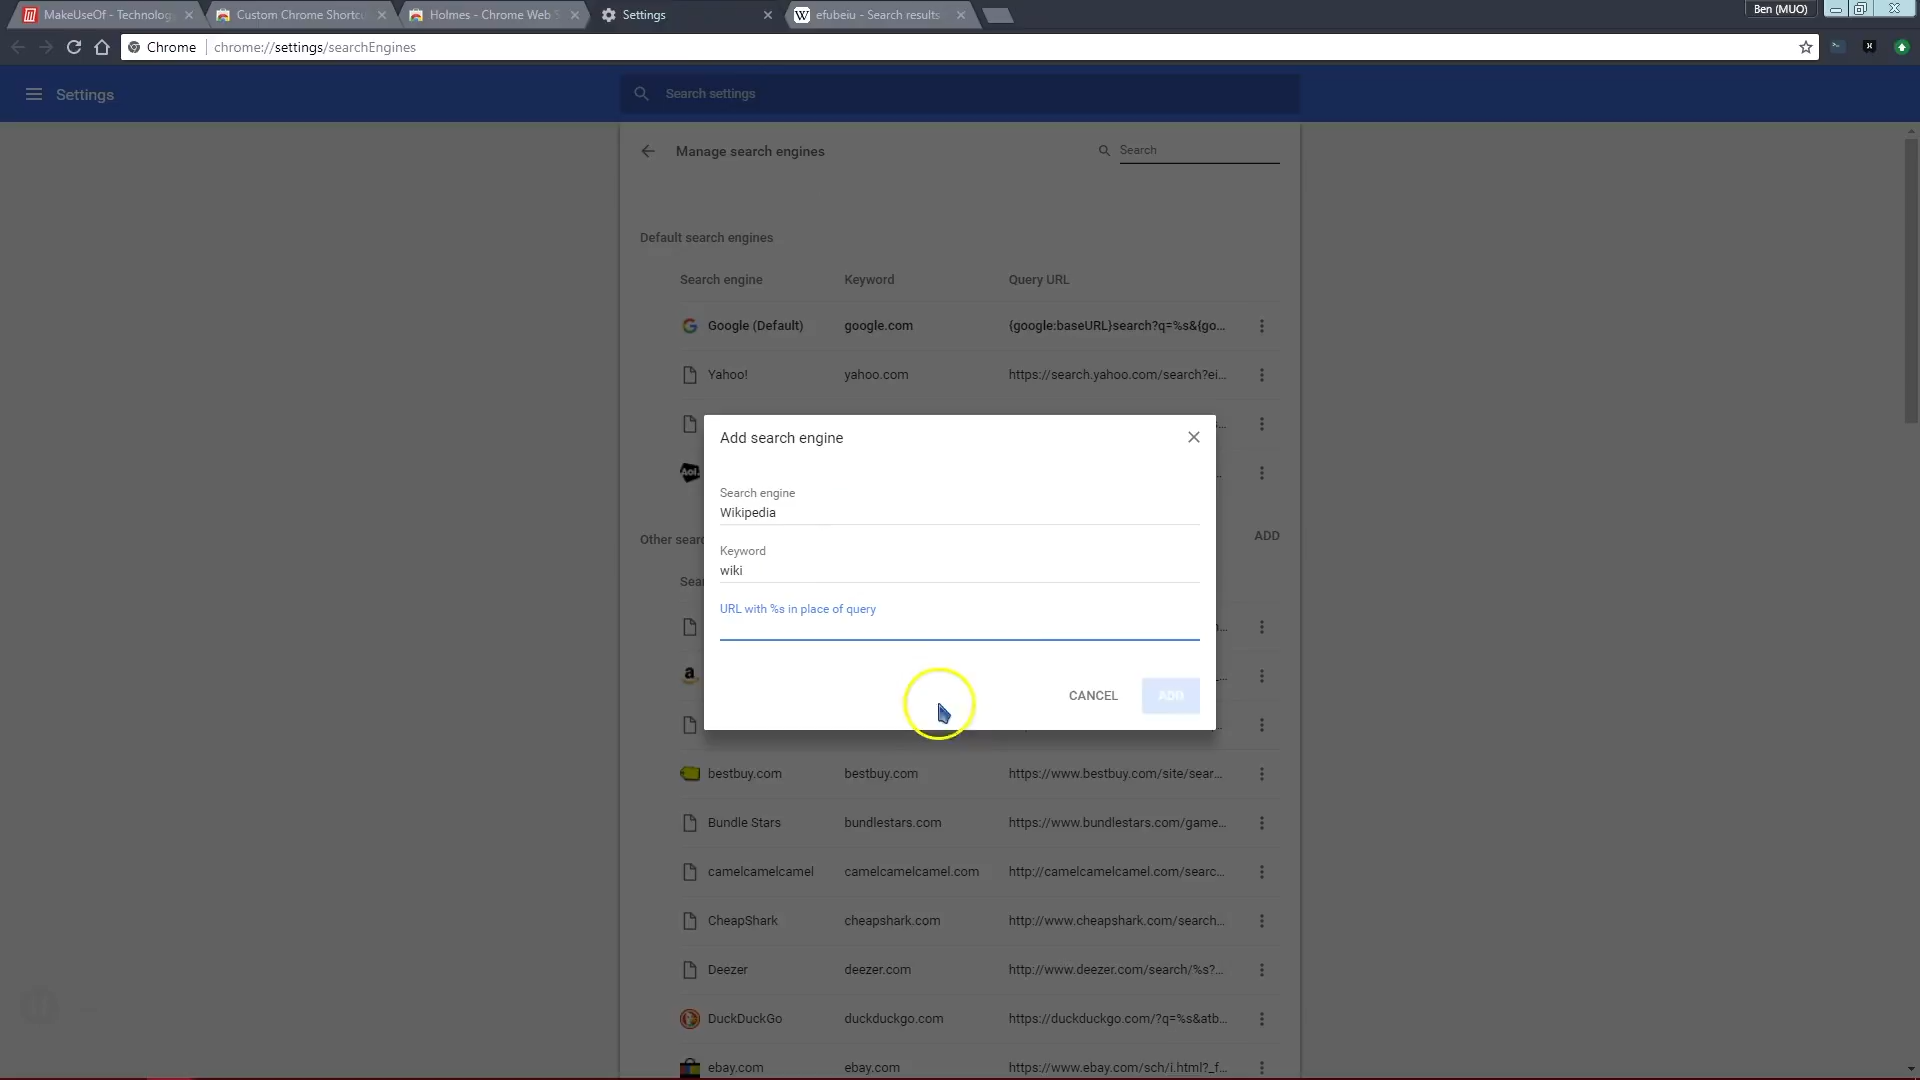 MakeUseOf - Technolog
Custom Chrome Shortcu
Holmes - Chrome Web S
Settings
efubeiu - Search results
Ben (MUO)
Chrome
chrome://settings/searchEngines
Settings
Search settings
Manage search engines
Search
Default search engines
Search engine Keyword Query URL
Google (Default) google.com {google:baseURL}search?q=%s&{go...
Yahoo! yahoo.com https://search.yahoo.com/search?ei...
Aol.
Add search engine
Search engine
Wikipedia
Keyword
wiki
URL with %s in place of query
CANCEL
ADD
Other sear
ADD
Sear
bestbuy.com bestbuy.com https://www.bestbuy.com/site/sear...
Bundle Stars bundlestars.com https://www.bundlestars.com/game...
camelcamelcamel camelcamelcamel.com http://camelcamelcamel.com/searc...
CheapShark cheapshark.com http://www.cheapshark.com/search...
Deezer deezer.com http://www.deezer.com/search/%s?...
DuckDuckGo duckduckgo.com https://duckduckgo.com/?q=%s&atb...
ebay.com ebay.com https://www.ebay.com/sch/i.html?_f...